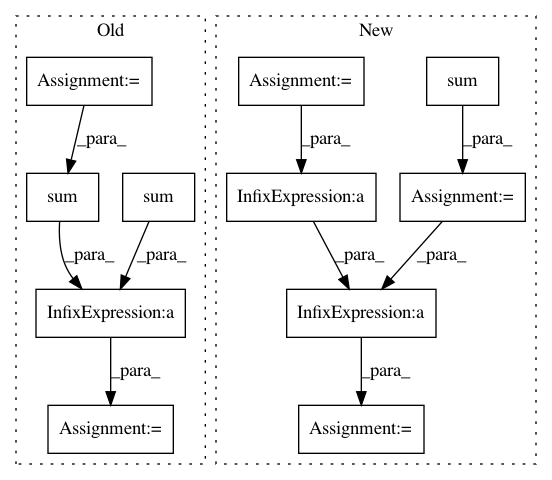 Old
New
Assignment:=
Assignment:=
sum
_para_
_para_
_para_
sum
sum
InfixExpression:a
Assignment:=
_para_
_para_
_para_
_para_
InfixExpression:a
InfixExpression:a
_para_
_para_
Assignment:=
Assignment:=